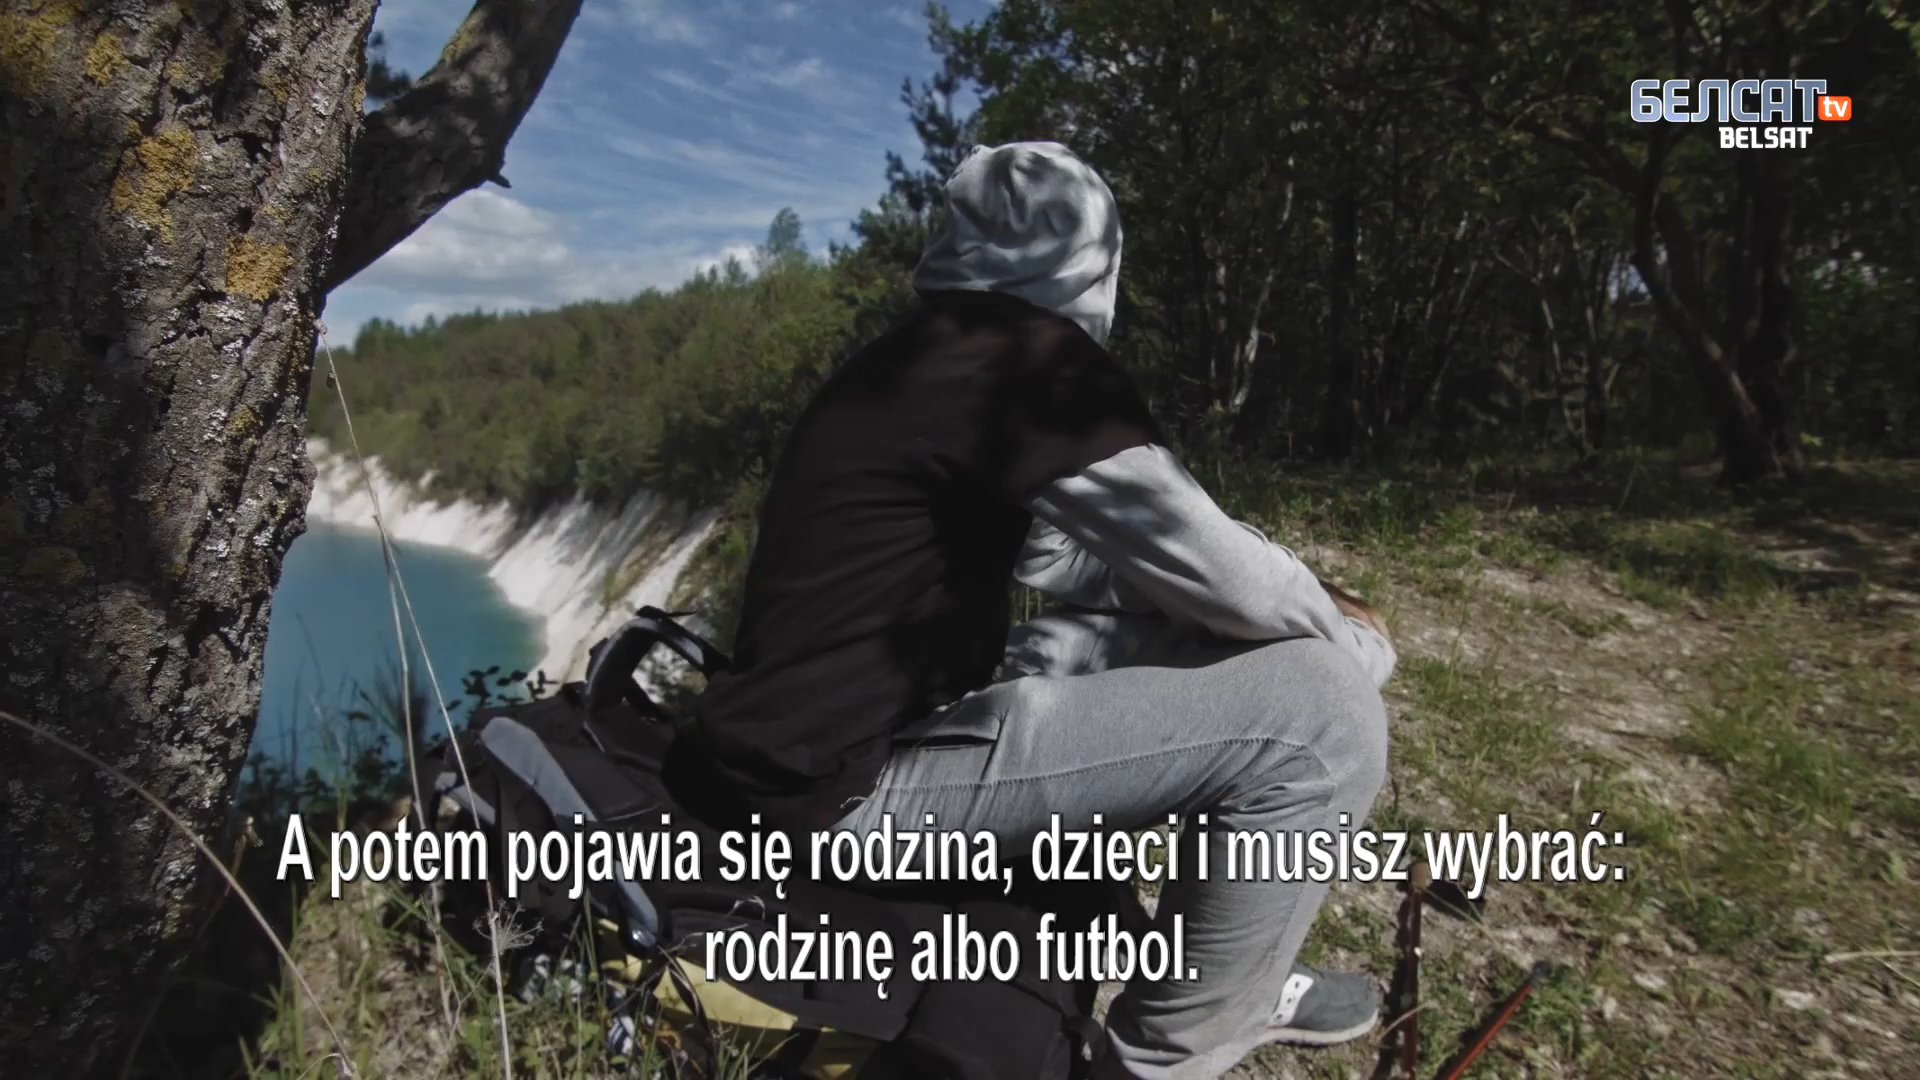 БЕЛСАТ tv
BELSAT
A potem pojawia się rodzina, dzieci i musisz wybrać:
rodzinę albo futbol.